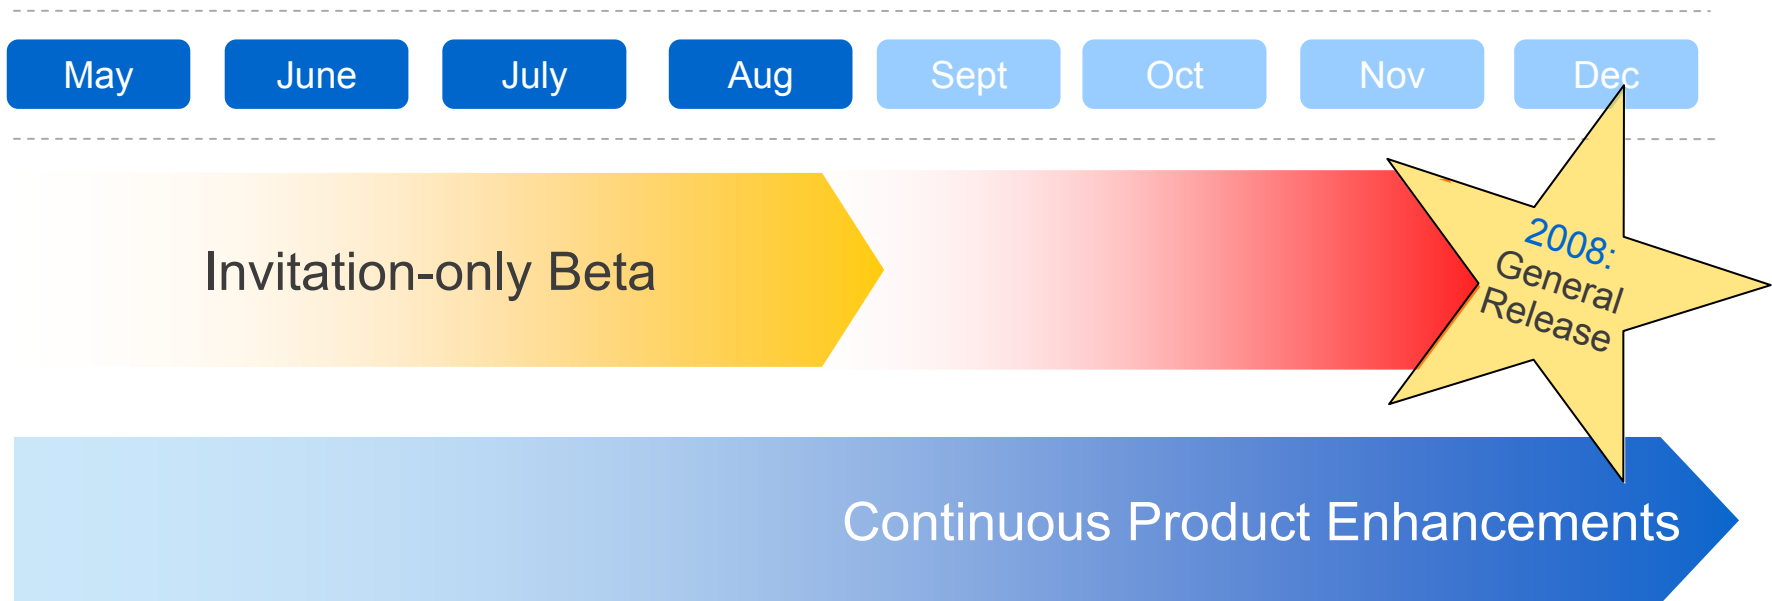 May June July Aug Sept Oct Nov Dec
Invitation-only Beta
2008:
General
Release
Continuous Product Enhancements